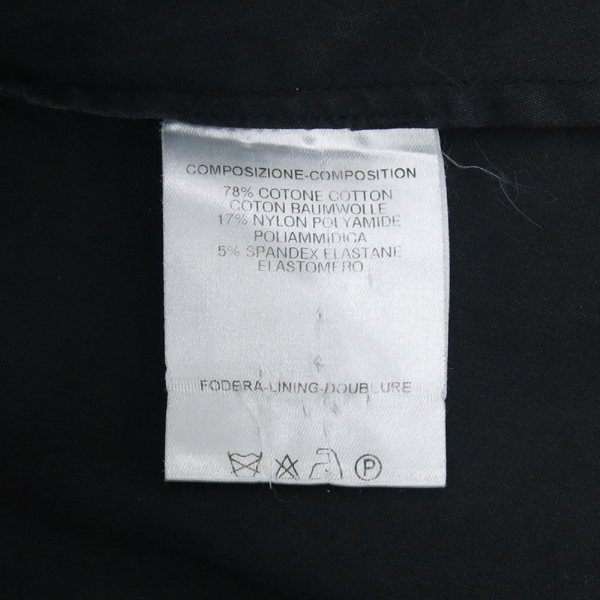 COMPOSIZIONE-COMPOSITION
78% COTONE COTTON
COTON BAUMWOLLE
17% NYLON POLYAMIDE
POLIAMMIDICA
5% SPANDEX ELASTANE
ELASTOMERO
FODERA-LINING-DOUBLURE
P